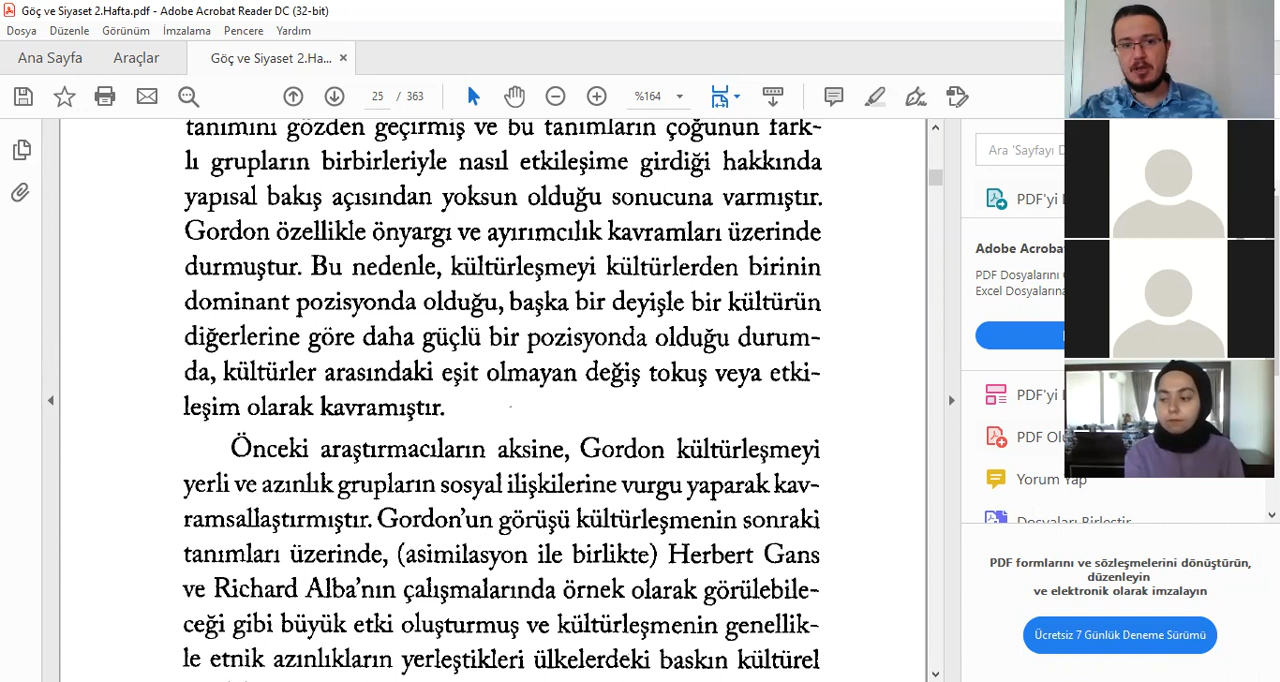 Göç ve Siyaset 2.Hafta.pdf - Adobe Acrobat Reader DC (32-bit)
Dosya Düzenle Görünüm İmzalama Pencere Yardım
Ana Sayfa Araçlar Göç ve Siyaset 2.Ha... ×
25 / 363 %164
tanımını gözden geçirmiş ve bu tanımların çoğunun fark-
lı grupların birbirleriyle nasıl etkileşime girdiği hakkında
yapısal bakış açısından yoksun olduğu sonucuna varmıştır.
Gordon özellikle önyargı ve ayırımcılık kavramları üzerinde
durmuştur. Bu nedenle, kültürleşmeyi kültürlerden birinin
dominant pozisyonda olduğu, başka bir deyişle bir kültürün
diğerlerine göre daha güçlü bir pozisyonda olduğu durum-
da, kültürler arasındaki eşit olmayan değiş tokuş veya etki-
leşim olarak kavramıştır.
Önceki araştırmacıların aksine, Gordon kültürleşmeyi
yerli ve azınlık grupların sosyal ilişkilerine vurgu yaparak kav-
ramsallaştırmıştır. Gordon'un görüşü kültürleşmenin sonraki
tanımları üzerinde, (asimilasyon ile birlikte) Herbert Gans
ve Richard Alba'nın çalışmalarında örnek olarak görülebile-
ceği gibi büyük etki oluşturmuş ve kültürleşmenin genellik-
le etnik azınlıkların yerleştikleri ülkelerdeki baskın kültürel
Ara 'Sayfayı D
PDF'yi
Adobe Acrobat
PDF Dosyalarını
Excel Dosyaların
PDF'yi
PDF Olu
Yorum Yap
Dosyaları Birleştir
PDF formlarını ve sözleşmelerini dönüştürün,
düzenleyin
ve elektronik olarak imzalayın
Ücretsiz 7 Günlük Deneme Sürümü